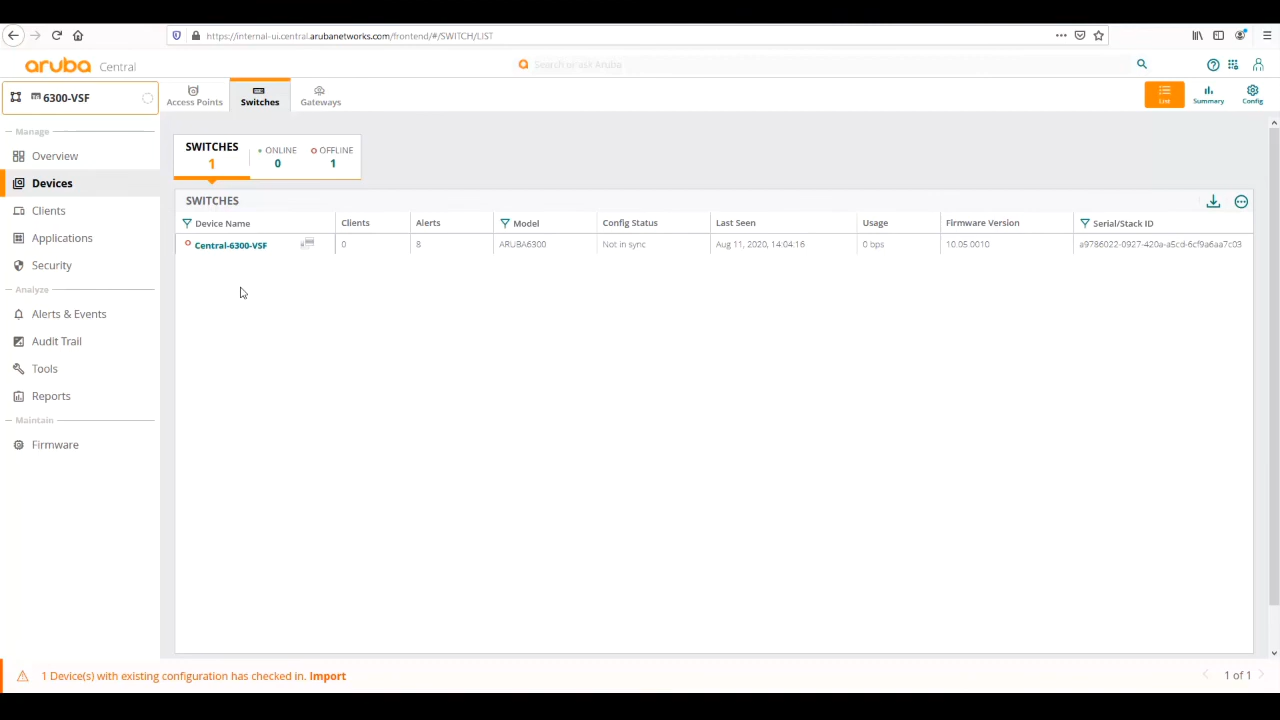 https://internal-ui.central.arubanetworks.com/frontend/#/SWITCH/LIST
aruba Central
Search or ask Aruba
6300-VSF
Access Points
Switches
Gateways
List
Summary
Config
Manage
Overview
Devices
Clients
Applications
Security
Analyze
Alerts & Events
Audit Trail
Tools
Reports
Maintain
Firmware
SWITCHES
1
ONLINE
0
OFFLINE
1
SWITCHES
Device Name Clients Alerts Model Config Status Last Seen Usage Firmware Version Serial/Stack ID
Central-6300-VSF 0 8 ARUBA6300 Not in sync Aug 11, 2020, 14:04:16 0 bps 10.05.0010 a9786022-0927-420a-a5cd-6cf9a6aa7c03
1 Device(s) with existing configuration has checked in. Import
1 of 1